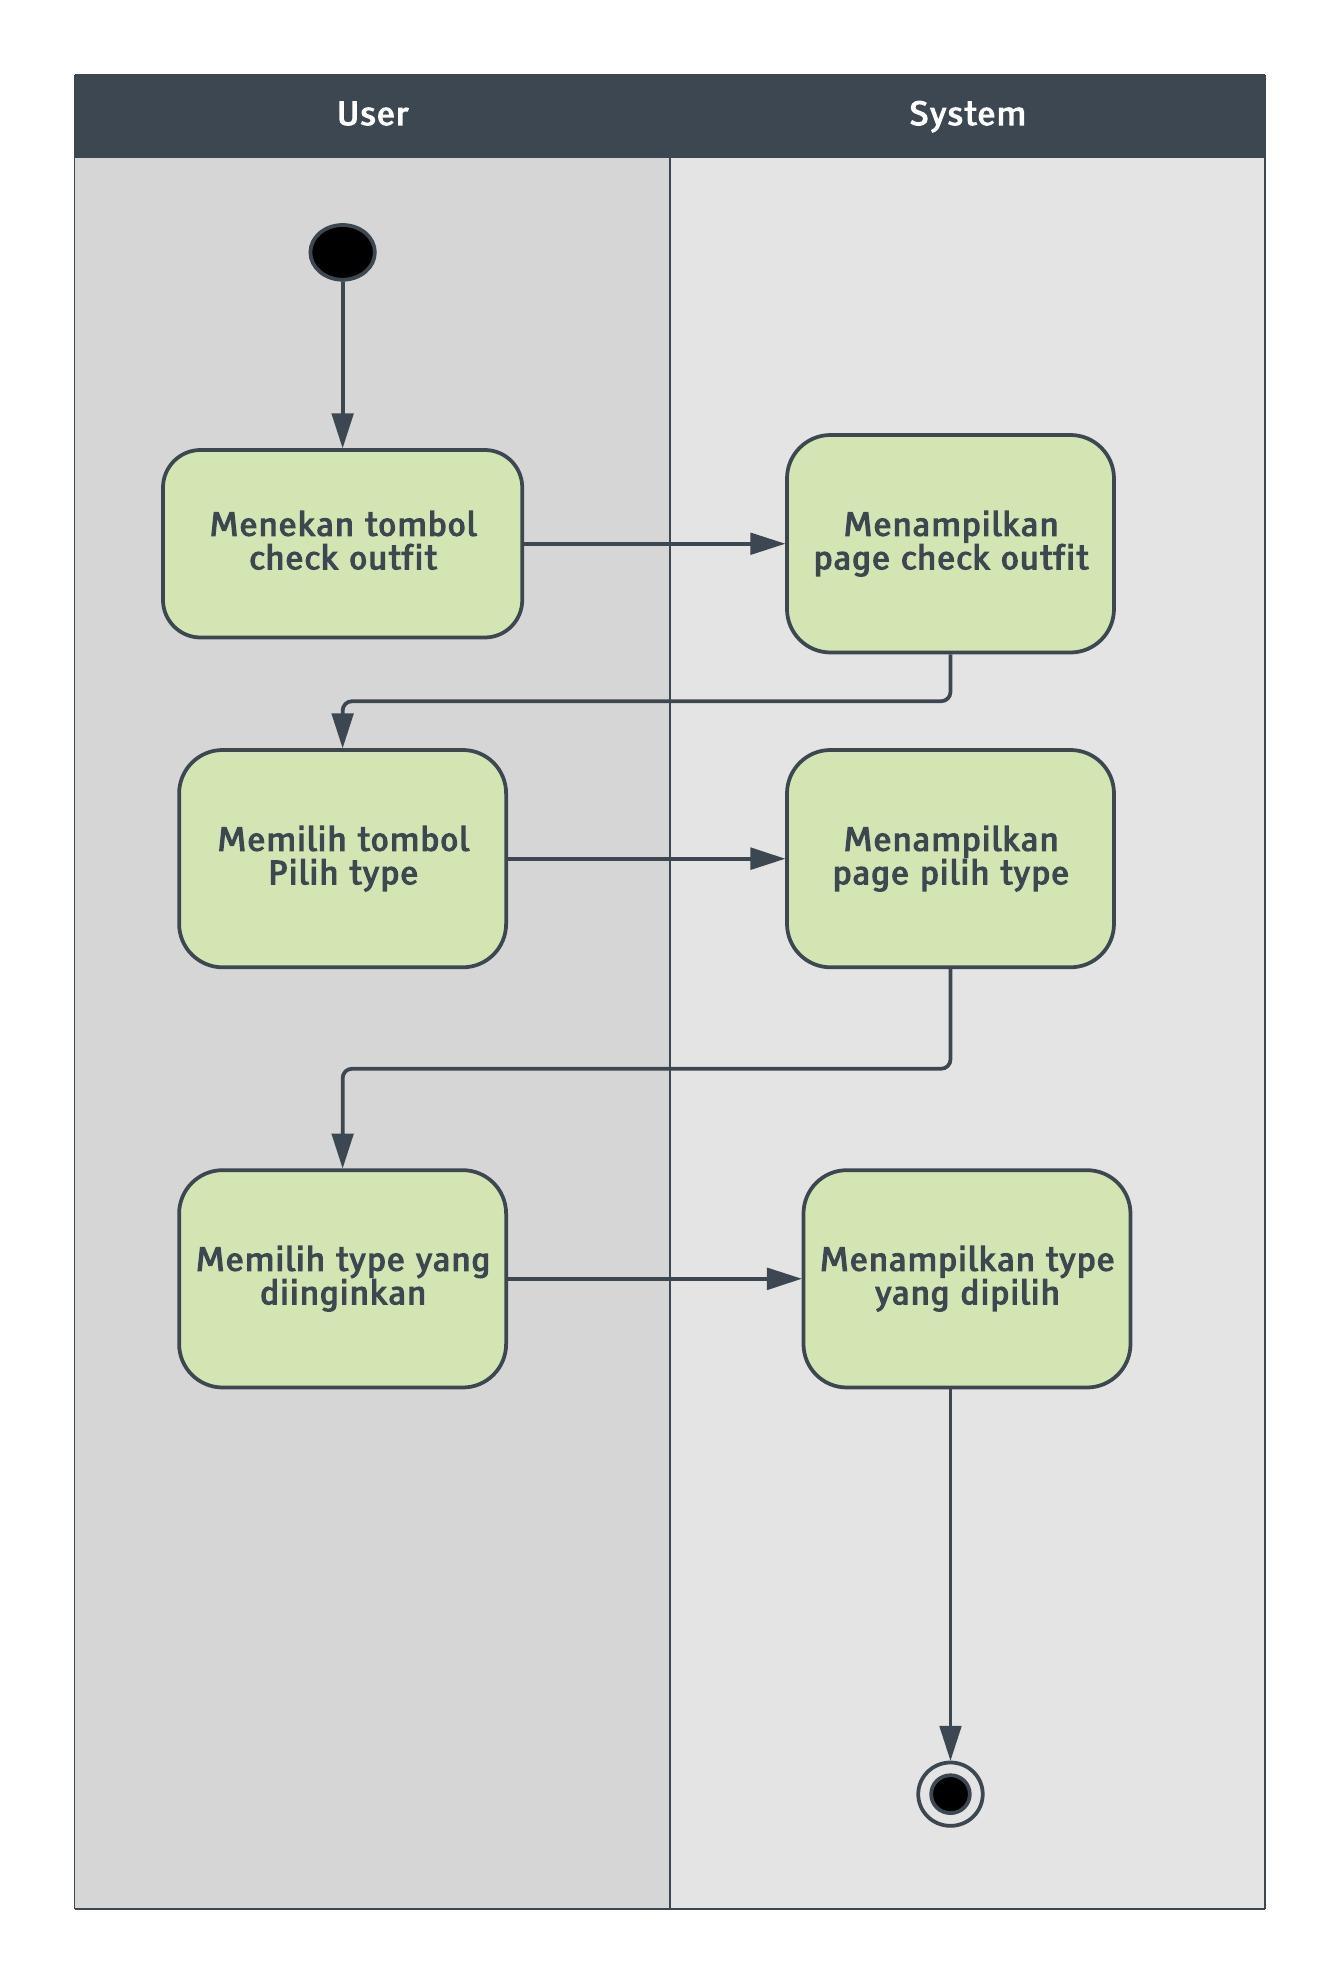 User
System
Menekan tombol
check outfit
Menampilkan
page check outfit
Memilih tombol
Pilih type
Menampilkan
page pilih type
Memilih type yang
diinginkan
Menampilkan type
yang dipilih